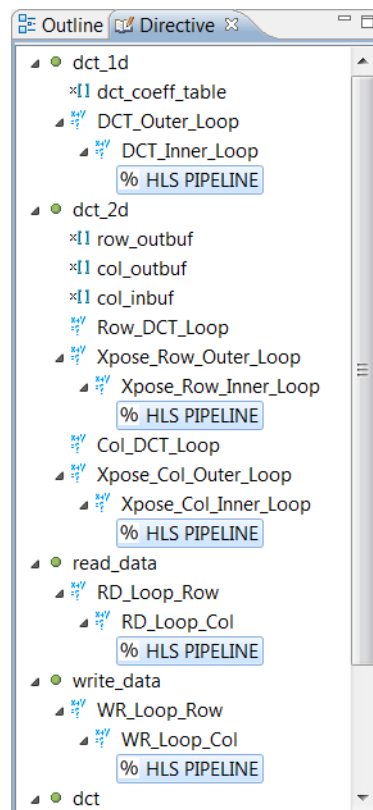 Outline Directive
dct_1d
x[] dct_coeff_table
DCT_Outer_Loop
DCT_Inner_Loop
% HLS PIPELINE
dct_2d
x[] row_outbuf
x[] col_outbuf
x[] col_inbuf
Row_DCT_Loop
Xpose_Row_Outer_Loop
Xpose_Row_Inner_Loop
% HLS PIPELINE
Col_DCT_Loop
Xpose_Col_Outer_Loop
Xpose_Col_Inner_Loop
% HLS PIPELINE
read_data
RD_Loop_Row
RD_Loop_Col
% HLS PIPELINE
write_data
WR_Loop_Row
WR_Loop_Col
% HLS PIPELINE
dct